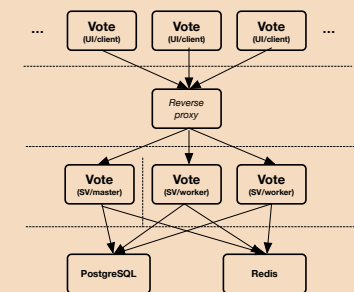 ... Vote Vote Vote ...
(UI/client) (UI/client) (UI/client)
Reverse
proxy
Vote Vote Vote
(SV/master) (SV/worker) (SV/worker)
PostgreSQL Redis